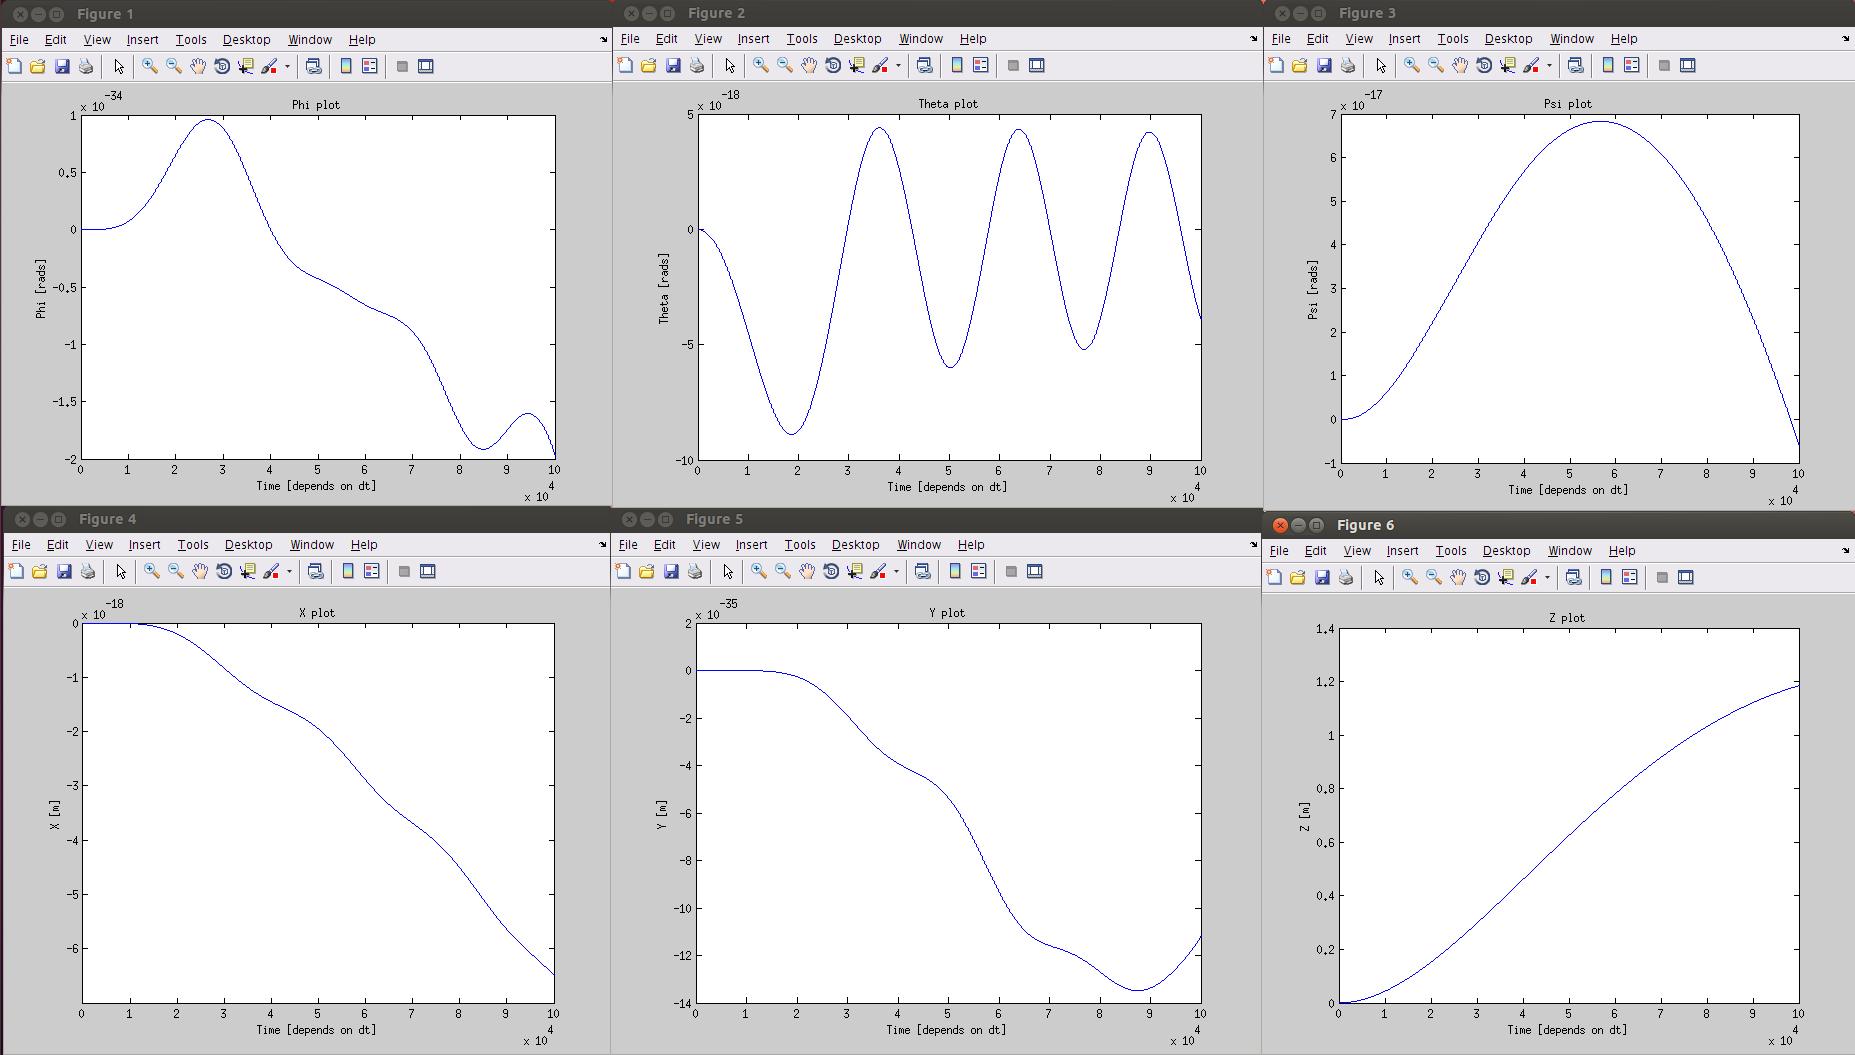 Figure 1
File Edit View Insert Tools Desktop Window Help
x 10
-34
Phi plot
1
0.5
0
-0.5
-1
-1.5
-2
Phi [rads]
0 1 2 3 4 5 6 7 8 9 10
Time [depends on dt]
x 10
4
Figure 2
File Edit View Insert Tools Desktop Window Help
x 10
-18
Theta plot
5
0
-5
-10
Theta [rads]
0 1 2 3 4 5 6 7 8 9 10
Time [depends on dt]
x 10
4
Figure 3
File Edit View Insert Tools Desktop Window Help
x 10
-17
Psi plot
7
6
5
4
3
2
1
0
-1
Psi [rads]
0 1 2 3 4 5 6 7 8 9 10
Time [depends on dt]
x 10
4
Figure 4
File Edit View Insert Tools Desktop Window Help
x 10
-18
X plot
0
-1
-2
-3
-4
-5
-6
X [m]
0 1 2 3 4 5 6 7 8 9 10
Time [depends on dt]
x 10
4
Figure 5
File Edit View Insert Tools Desktop Window Help
x 10
-35
Y plot
2
0
-2
-4
-6
-8
-10
-12
-14
Y [m]
0 1 2 3 4 5 6 7 8 9 10
Time [depends on dt]
x 10
4
Figure 6
File Edit View Insert Tools Desktop Window Help
Z plot
1.4
1.2
1
0.8
0.6
0.4
0.2
0
Z [m]
0 1 2 3 4 5 6 7 8 9 10
Time [depends on dt]
x 10
4